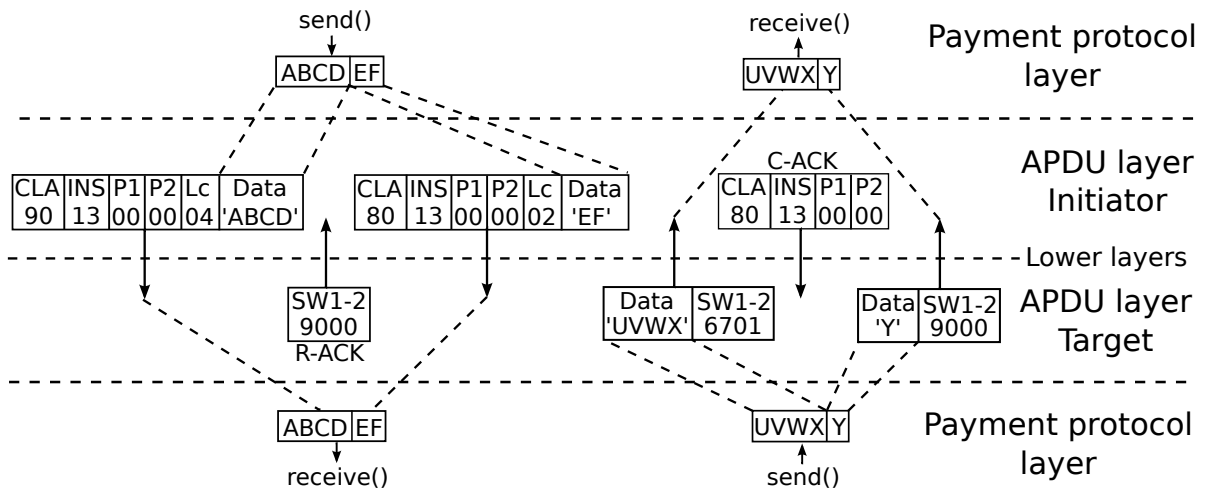 send()
ABCD EF
receive()
UVWX Y
Payment protocol
layer
CLA INS P1 P2 Lc Data
90 13 00 00 04 'ABCD'
CLA INS P1 P2 Lc Data
80 13 00 00 02 'EF'
C-ACK
CLA INS P1 P2
80 13 00 00
APDU layer
Initiator
Lower layers
SW1-2
9000
R-ACK
Data SW1-2
'UVWX' 6701
Data SW1-2
'Y' 9000
APDU layer
Target
ABCD EF
receive()
UVWX Y
send()
Payment protocol
layer